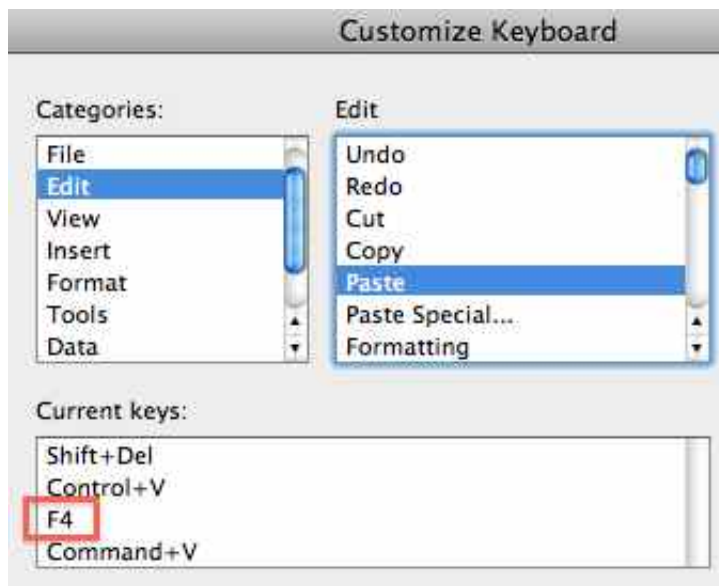 Customize Keyboard
Categories:
File
Edit
View
Insert
Format
Tools
Data
Edit
Undo
Redo
Cut
Copy
Paste
Paste Special...
Formatting
Current keys:
Shift+Del
Control+V
F4
Command+V